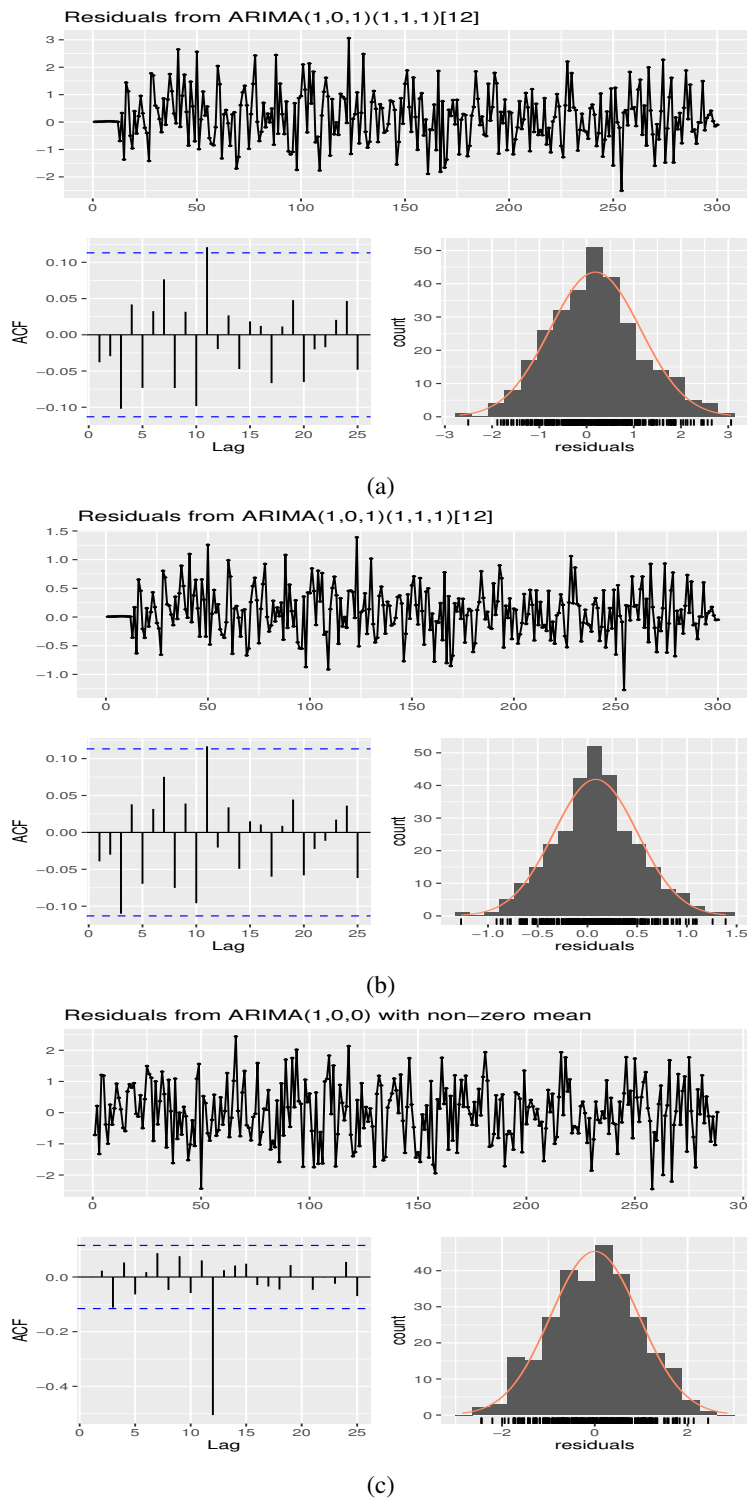 Residuals from ARIMA(1,0,1)(1,1,1)[12]
3
2
1
0
−1
−2
0 50 100 150 200 250 300
0.10
0.05
0.00
−0.05
−0.10
ACF
0 5 10 15 20 25
Lag
50
40
30
20
10
0
count
−3 −2 −1 0 1 2 3
residuals
(a)
Residuals from ARIMA(1,0,1)(1,1,1)[12]
1.5
1.0
0.5
0.0
−0.5
−1.0
0 50 100 150 200 250 300
0.10
0.05
0.00
−0.05
−0.10
ACF
0 5 10 15 20 25
Lag
50
40
30
20
10
0
count
−1.0 −0.5 0.0 0.5 1.0 1.5
residuals
(b)
Residuals from ARIMA(1,0,0) with non−zero mean
2
1
0
−1
−2
0 50 100 150 200 250 30
0.0
−0.2
−0.4
ACF
0 5 10 15 20 25
Lag
40
30
20
10
0
count
−2 0 2
residuals
(c)